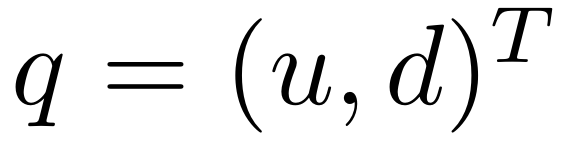 q = (u, d)^T